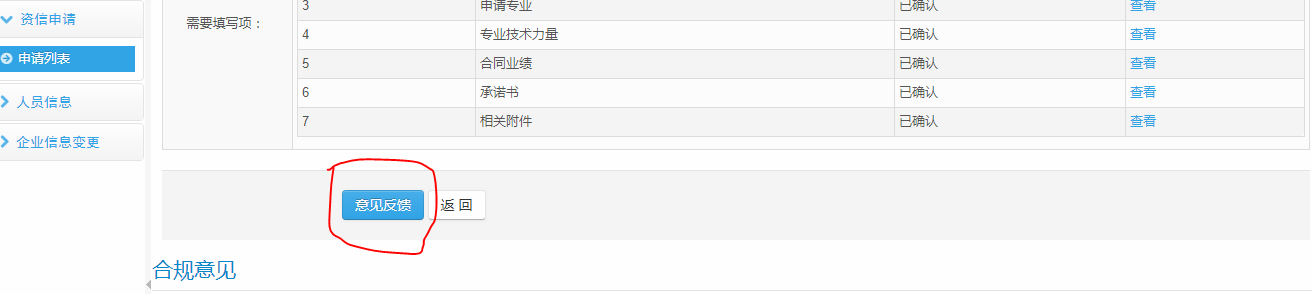 资信申请
申请列表
人员信息
企业信息变更
需要填写项：
3 申请专业 已确认 查看
4 专业技术力量 已确认 查看
5 合同业绩 已确认 查看
6 承诺书 已确认 查看
7 相关附件 已确认 查看
意见反馈 返 回
合规意见